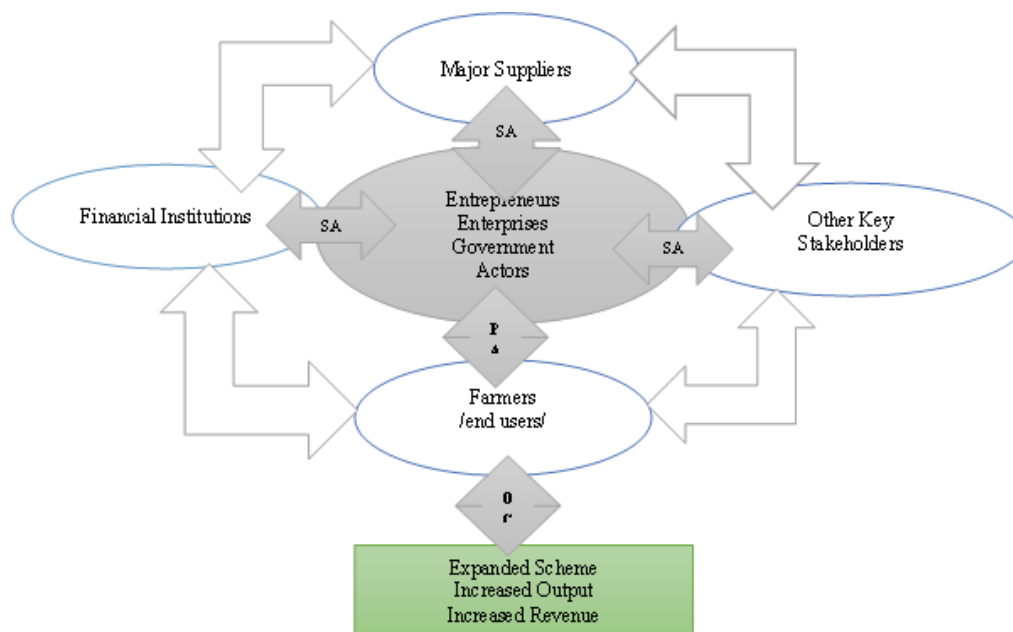 Major Suppliers
SA
Financial Institutions
SA
Entrepreneurs
Enterprises
Government
Actors
SA
Other Key
Stakeholders
P
Farmers
/end users/
Expanded Scheme
Increased Output
Increased Revenue